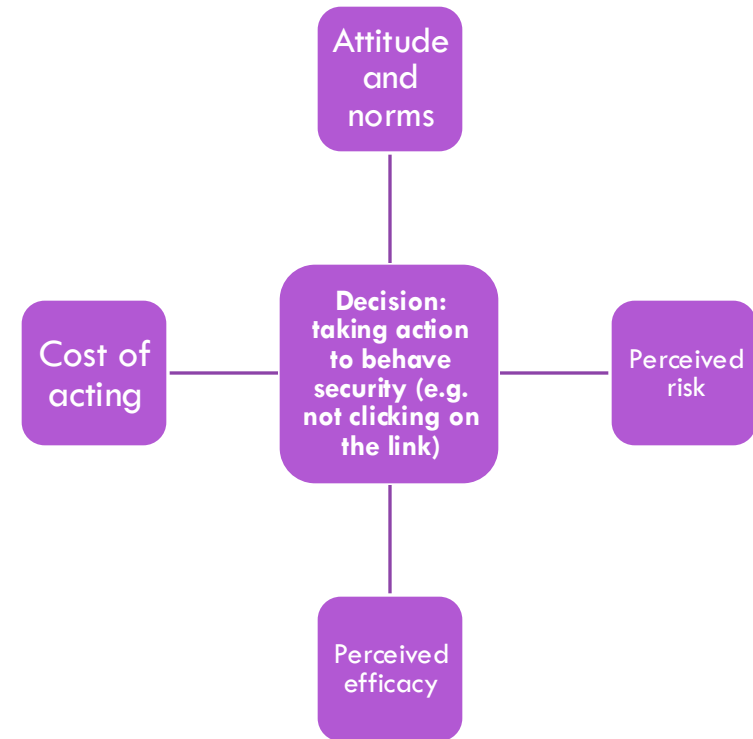 Attitude
and
norms
Cost of
acting
Decision:
taking action
to behave
security (e.g.
not clicking on
the link)
Perceived
risk
Perceived
efficacy